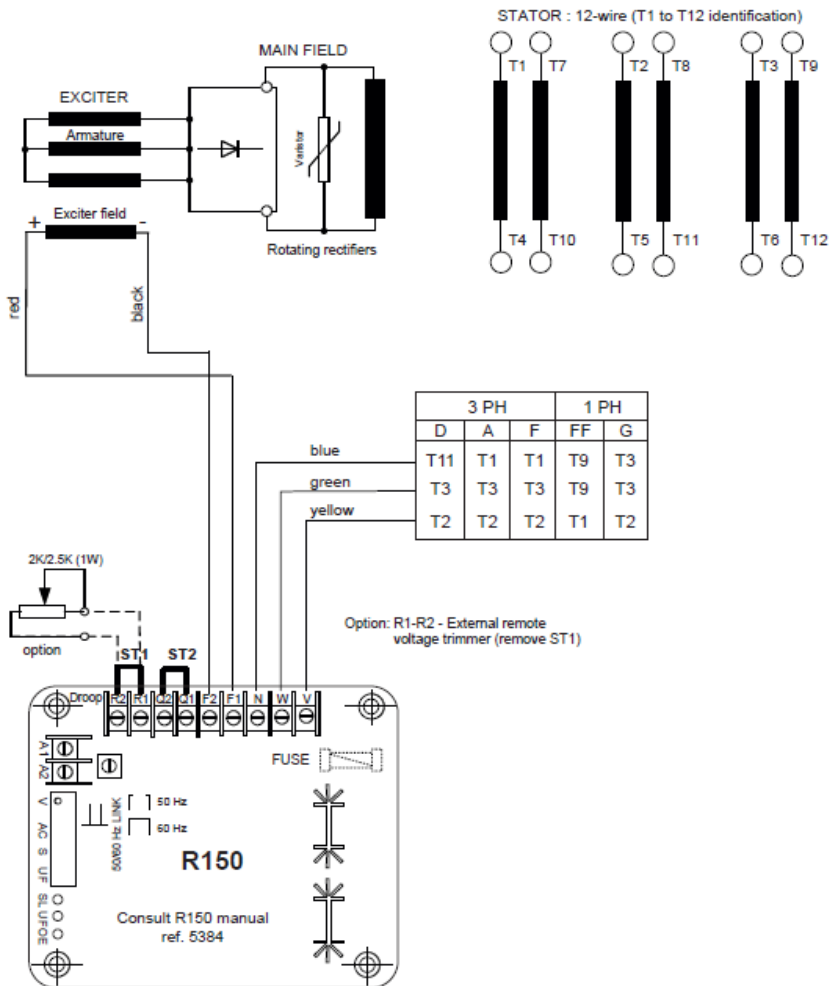 STATOR : 12-wire (T1 to T12 identification)
T1 T7 T2 T8 T3 T9
T4 T10 T5 T11 T6 T12
MAIN FIELD
EXCITER
Armature
Varistor
Exciter field
+ -
Rotating rectifiers
red
black
3 PH 1 PH
D A F FF G
blue T11 T1 T1 T9 T3
green T3 T3 T3 T9 T3
yellow T2 T2 T2 T1 T2
2K/2.5K (1W)
option
Option: R1-R2 - External remote
voltage trimmer (remove ST1)
ST1 ST2
Droop R2 R1 Q2 Q1 F2 F1 N W V
A1
A2
FUSE
V
AC
S
UF
50/60 Hz LINK
50 Hz
60 Hz
R150
SL UFOE
Consult R150 manual
ref. 5384